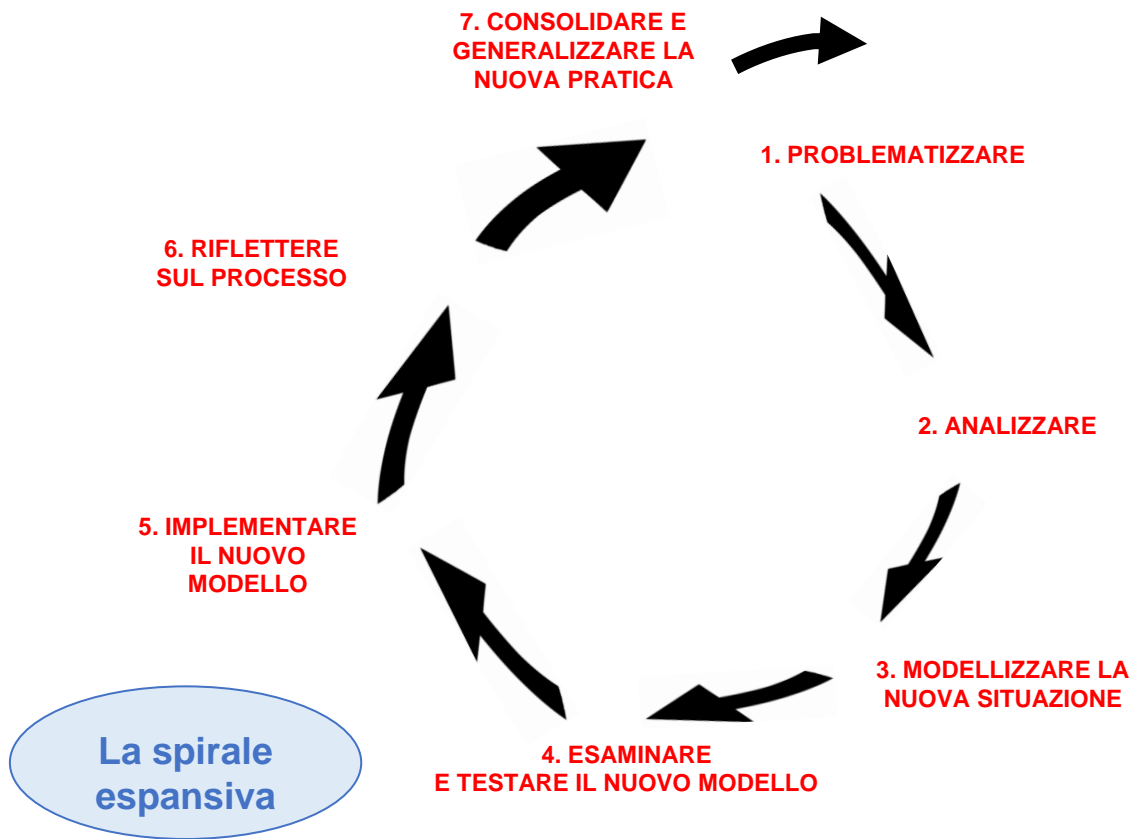 7. CONSOLIDARE E
GENERALIZZARE LA
NUOVA PRATICA
1. PROBLEMATIZZARE
2. ANALIZZARE
3. MODELLIZZARE LA
NUOVA SITUAZIONE
4. ESAMINARE
E TESTARE IL NUOVO MODELLO
5. IMPLEMENTARE
IL NUOVO
MODELLO
6. RIFLETTERE
SUL PROCESSO
La spirale
espansiva